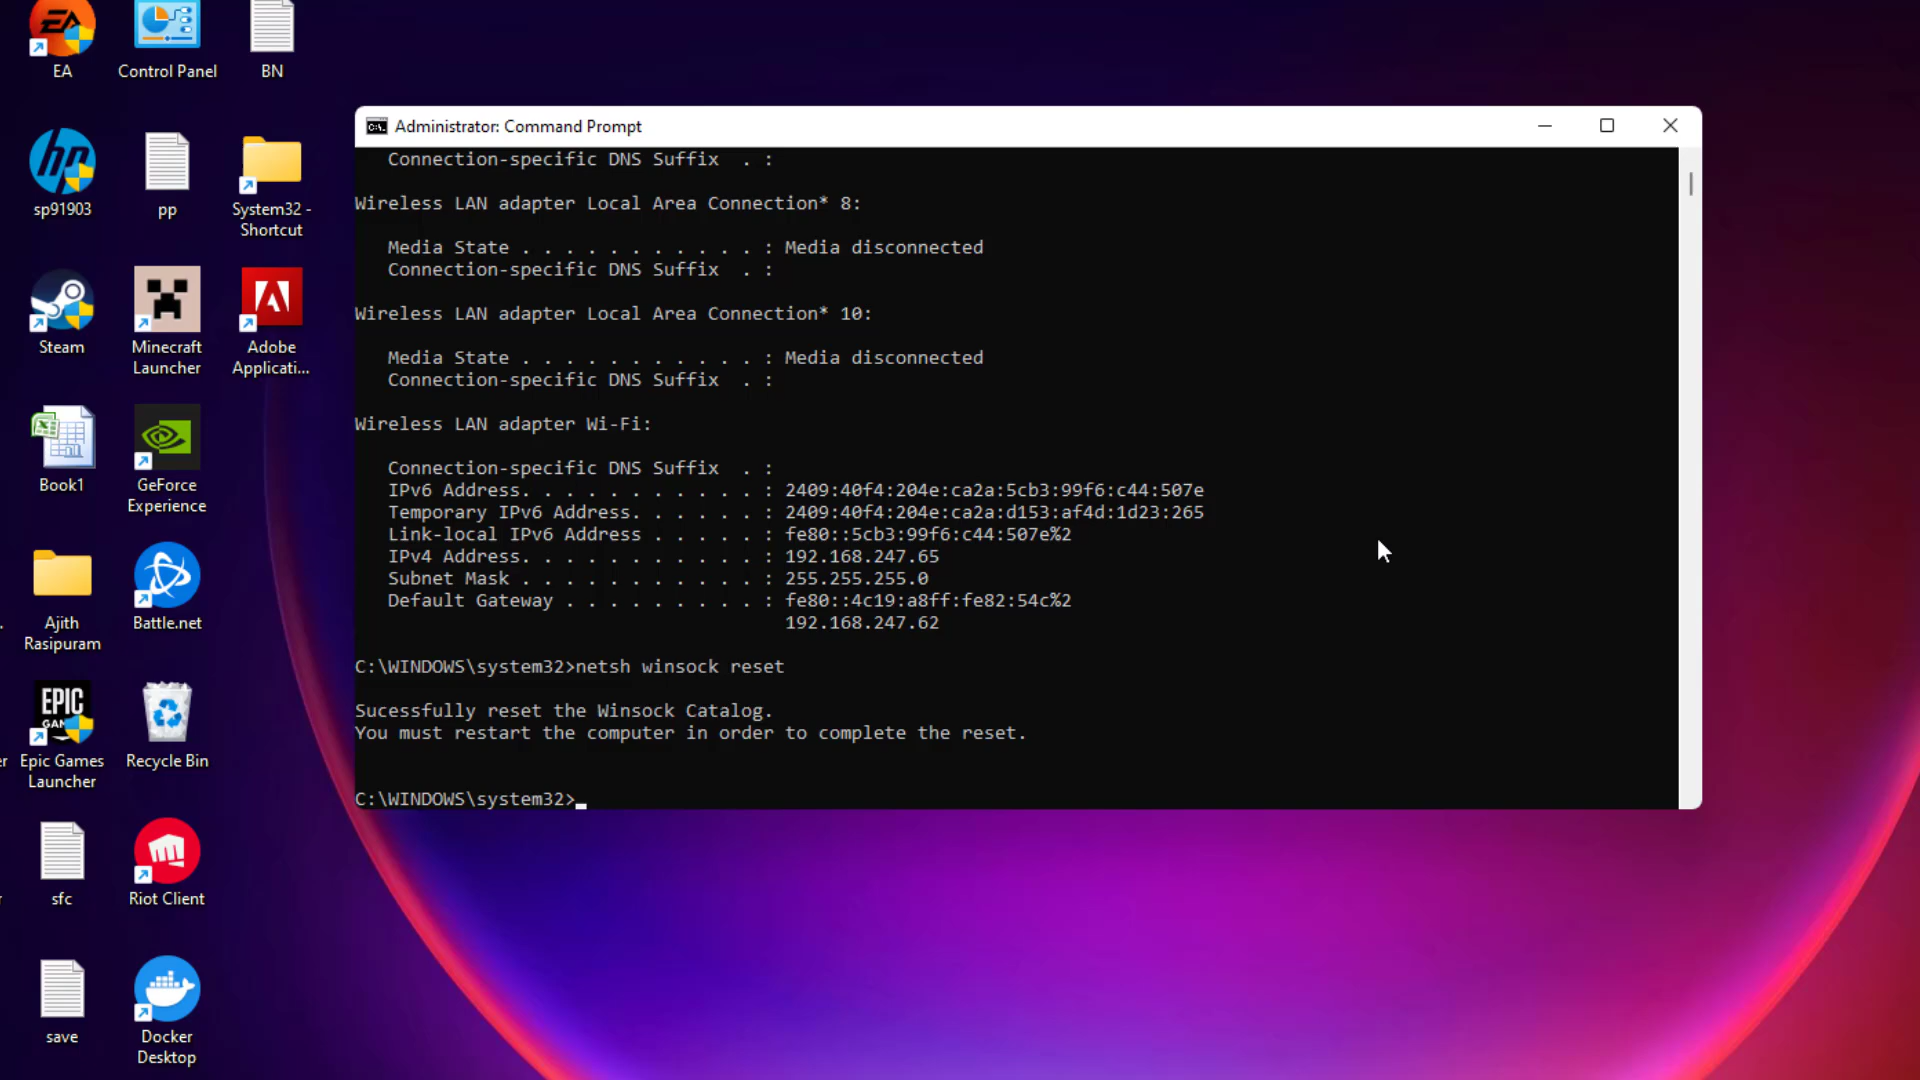 EA
Control Panel
BN
sp91903
pp
System32 -
Shortcut
Steam
Minecraft
Launcher
Adobe
Applicati...
Book1
GeForce
Experience
Ajith
Rasipuram
Battle.net
EPIC
Epic Games
Launcher
Recycle Bin
sfc
Riot Client
save
Docker
Desktop
Administrator: Command Prompt
Connection-specific DNS Suffix  . :
Wireless LAN adapter Local Area Connection* 8:
Media State . . . . . . . . . . . : Media disconnected
Connection-specific DNS Suffix  . :
Wireless LAN adapter Local Area Connection* 10:
Media State . . . . . . . . . . . : Media disconnected
Connection-specific DNS Suffix  . :
Wireless LAN adapter Wi-Fi:
Connection-specific DNS Suffix  . :
IPv6 Address. . . . . . . . . . . : 2409:40f4:204e:ca2a:5cb3:99f6:c44:507e
Temporary IPv6 Address. . . . . . : 2409:40f4:204e:ca2a:d153:af4d:1d23:265
Link-local IPv6 Address . . . . . : fe80::5cb3:99f6:c44:507e%2
IPv4 Address. . . . . . . . . . . : 192.168.247.65
Subnet Mask . . . . . . . . . . . : 255.255.255.0
Default Gateway . . . . . . . . . : fe80::4c19:a8ff:fe82:54c%2
192.168.247.62
C:\WINDOWS\system32>netsh winsock reset
Sucessfully reset the Winsock Catalog.
You must restart the computer in order to complete the reset.
C:\WINDOWS\system32>